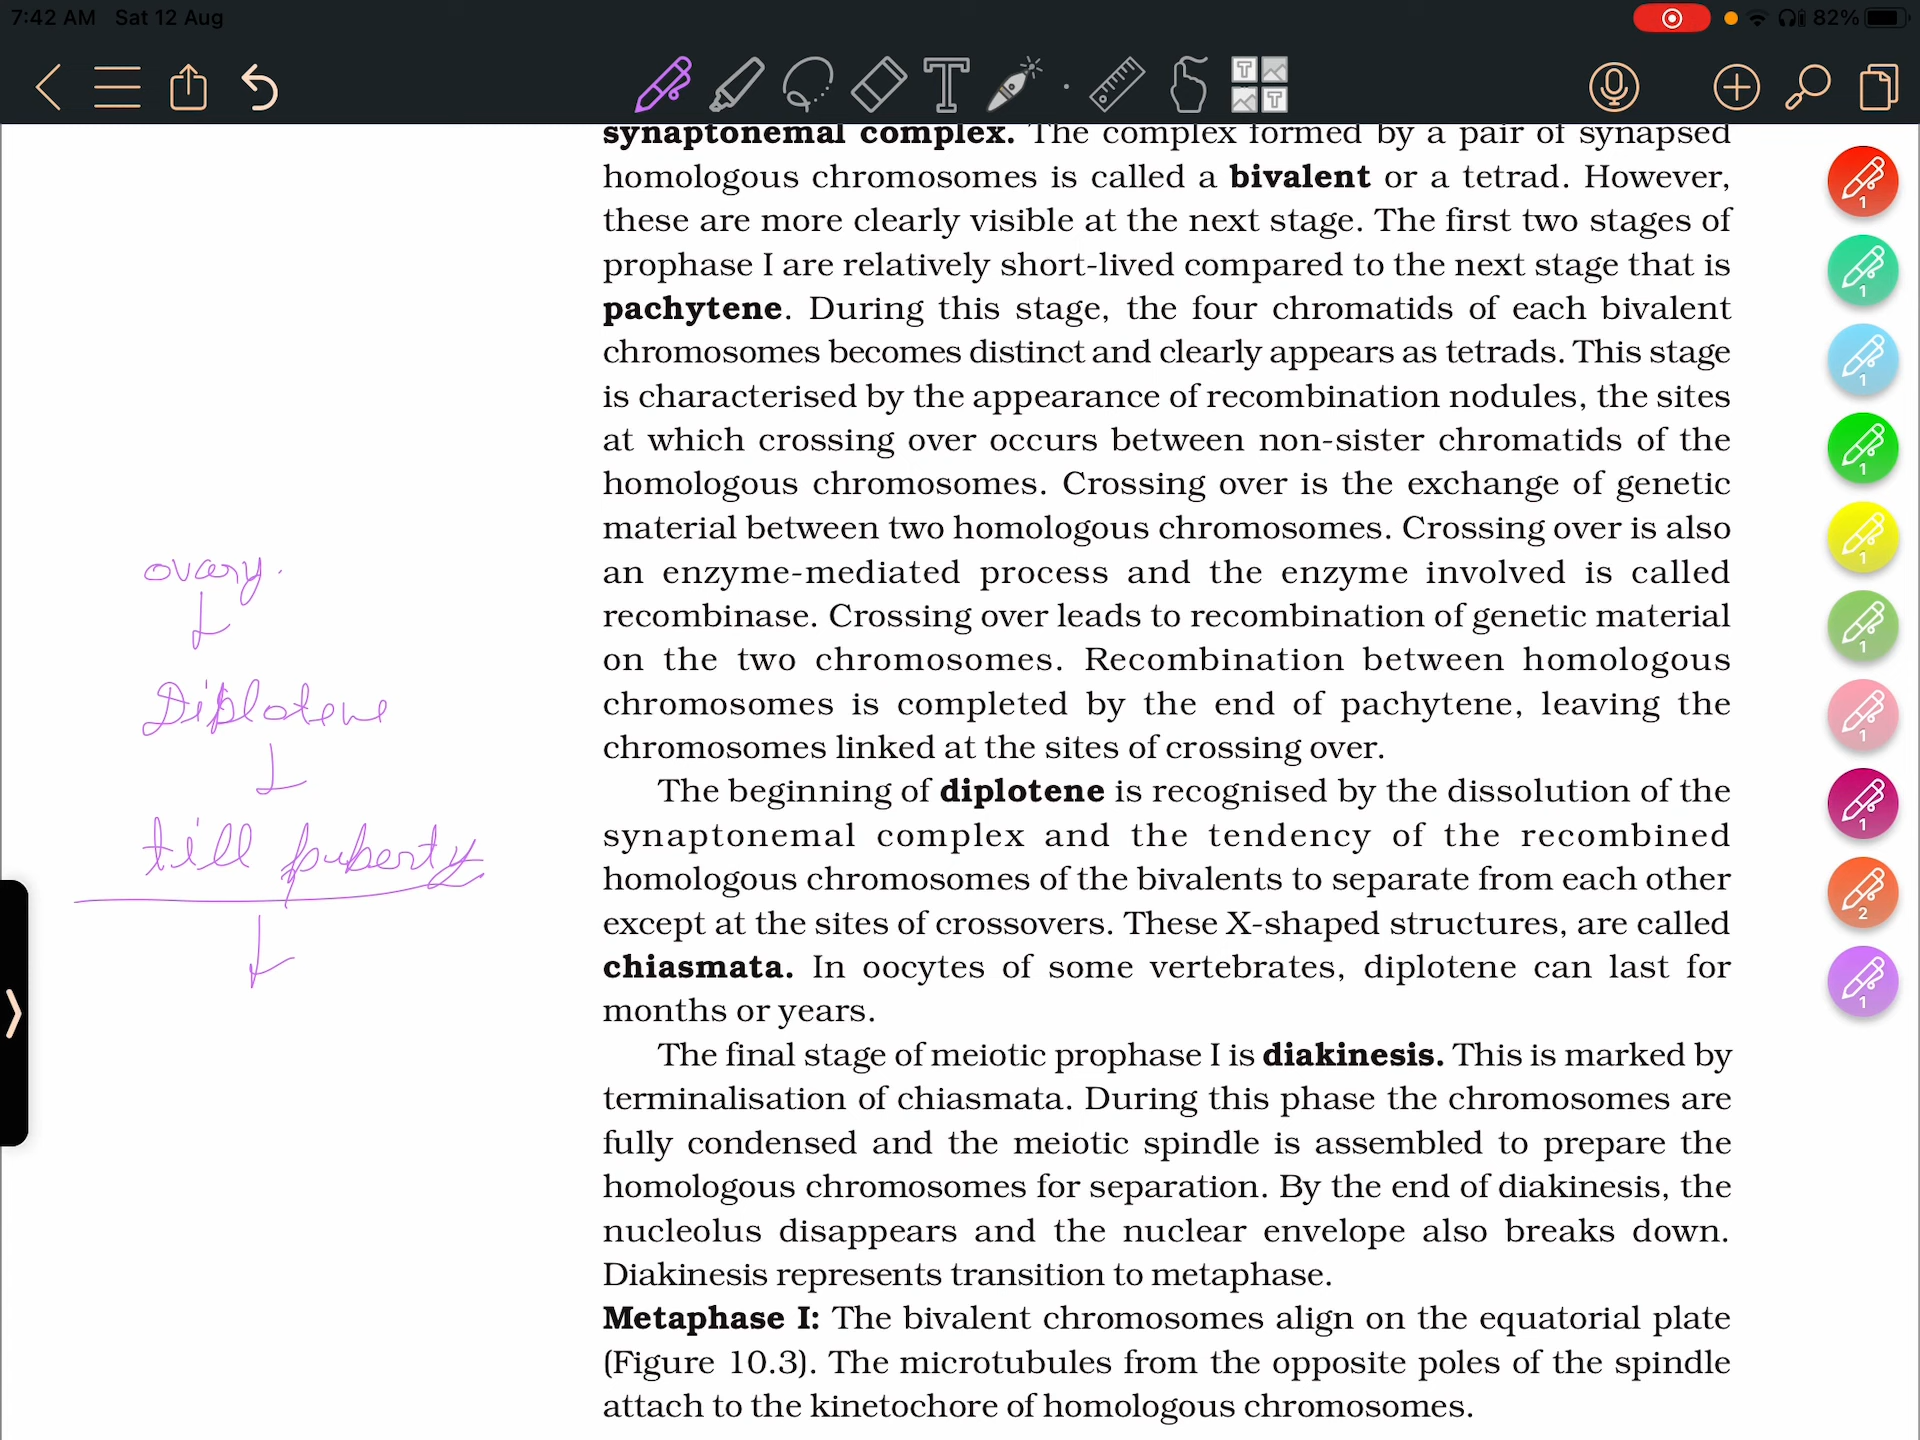 7:42 AM Sat 12 Aug
82%
synaptonemal complex. The complex formed by a pair of synapsed
homologous chromosomes is called a bivalent or a tetrad. However,
these are more clearly visible at the next stage. The first two stages of
prophase I are relatively short-lived compared to the next stage that is
pachytene. During this stage, the four chromatids of each bivalent
chromosomes becomes distinct and clearly appears as tetrads. This stage
is characterised by the appearance of recombination nodules, the sites
at which crossing over occurs between non-sister chromatids of the
homologous chromosomes. Crossing over is the exchange of genetic
material between two homologous chromosomes. Crossing over is also
an enzyme-mediated process and the enzyme involved is called
recombinase. Crossing over leads to recombination of genetic material
on the two chromosomes. Recombination between homologous
chromosomes is completed by the end of pachytene, leaving the
chromosomes linked at the sites of crossing over.
The beginning of diplotene is recognised by the dissolution of the
synaptonemal complex and the tendency of the recombined
homologous chromosomes of the bivalents to separate from each other
except at the sites of crossovers. These X-shaped structures, are called
chiasmata. In oocytes of some vertebrates, diplotene can last for
months or years.
The final stage of meiotic prophase I is diakinesis. This is marked by
terminalisation of chiasmata. During this phase the chromosomes are
fully condensed and the meiotic spindle is assembled to prepare the
homologous chromosomes for separation. By the end of diakinesis, the
nucleolus disappears and the nuclear envelope also breaks down.
Diakinesis represents transition to metaphase.
Metaphase I: The bivalent chromosomes align on the equatorial plate
(Figure 10.3). The microtubules from the opposite poles of the spindle
attach to the kinetochore of homologous chromosomes.
ovary.
Diplotene
till puberty
T
T
T
1
1
1
1
1
1
1
1
2
1